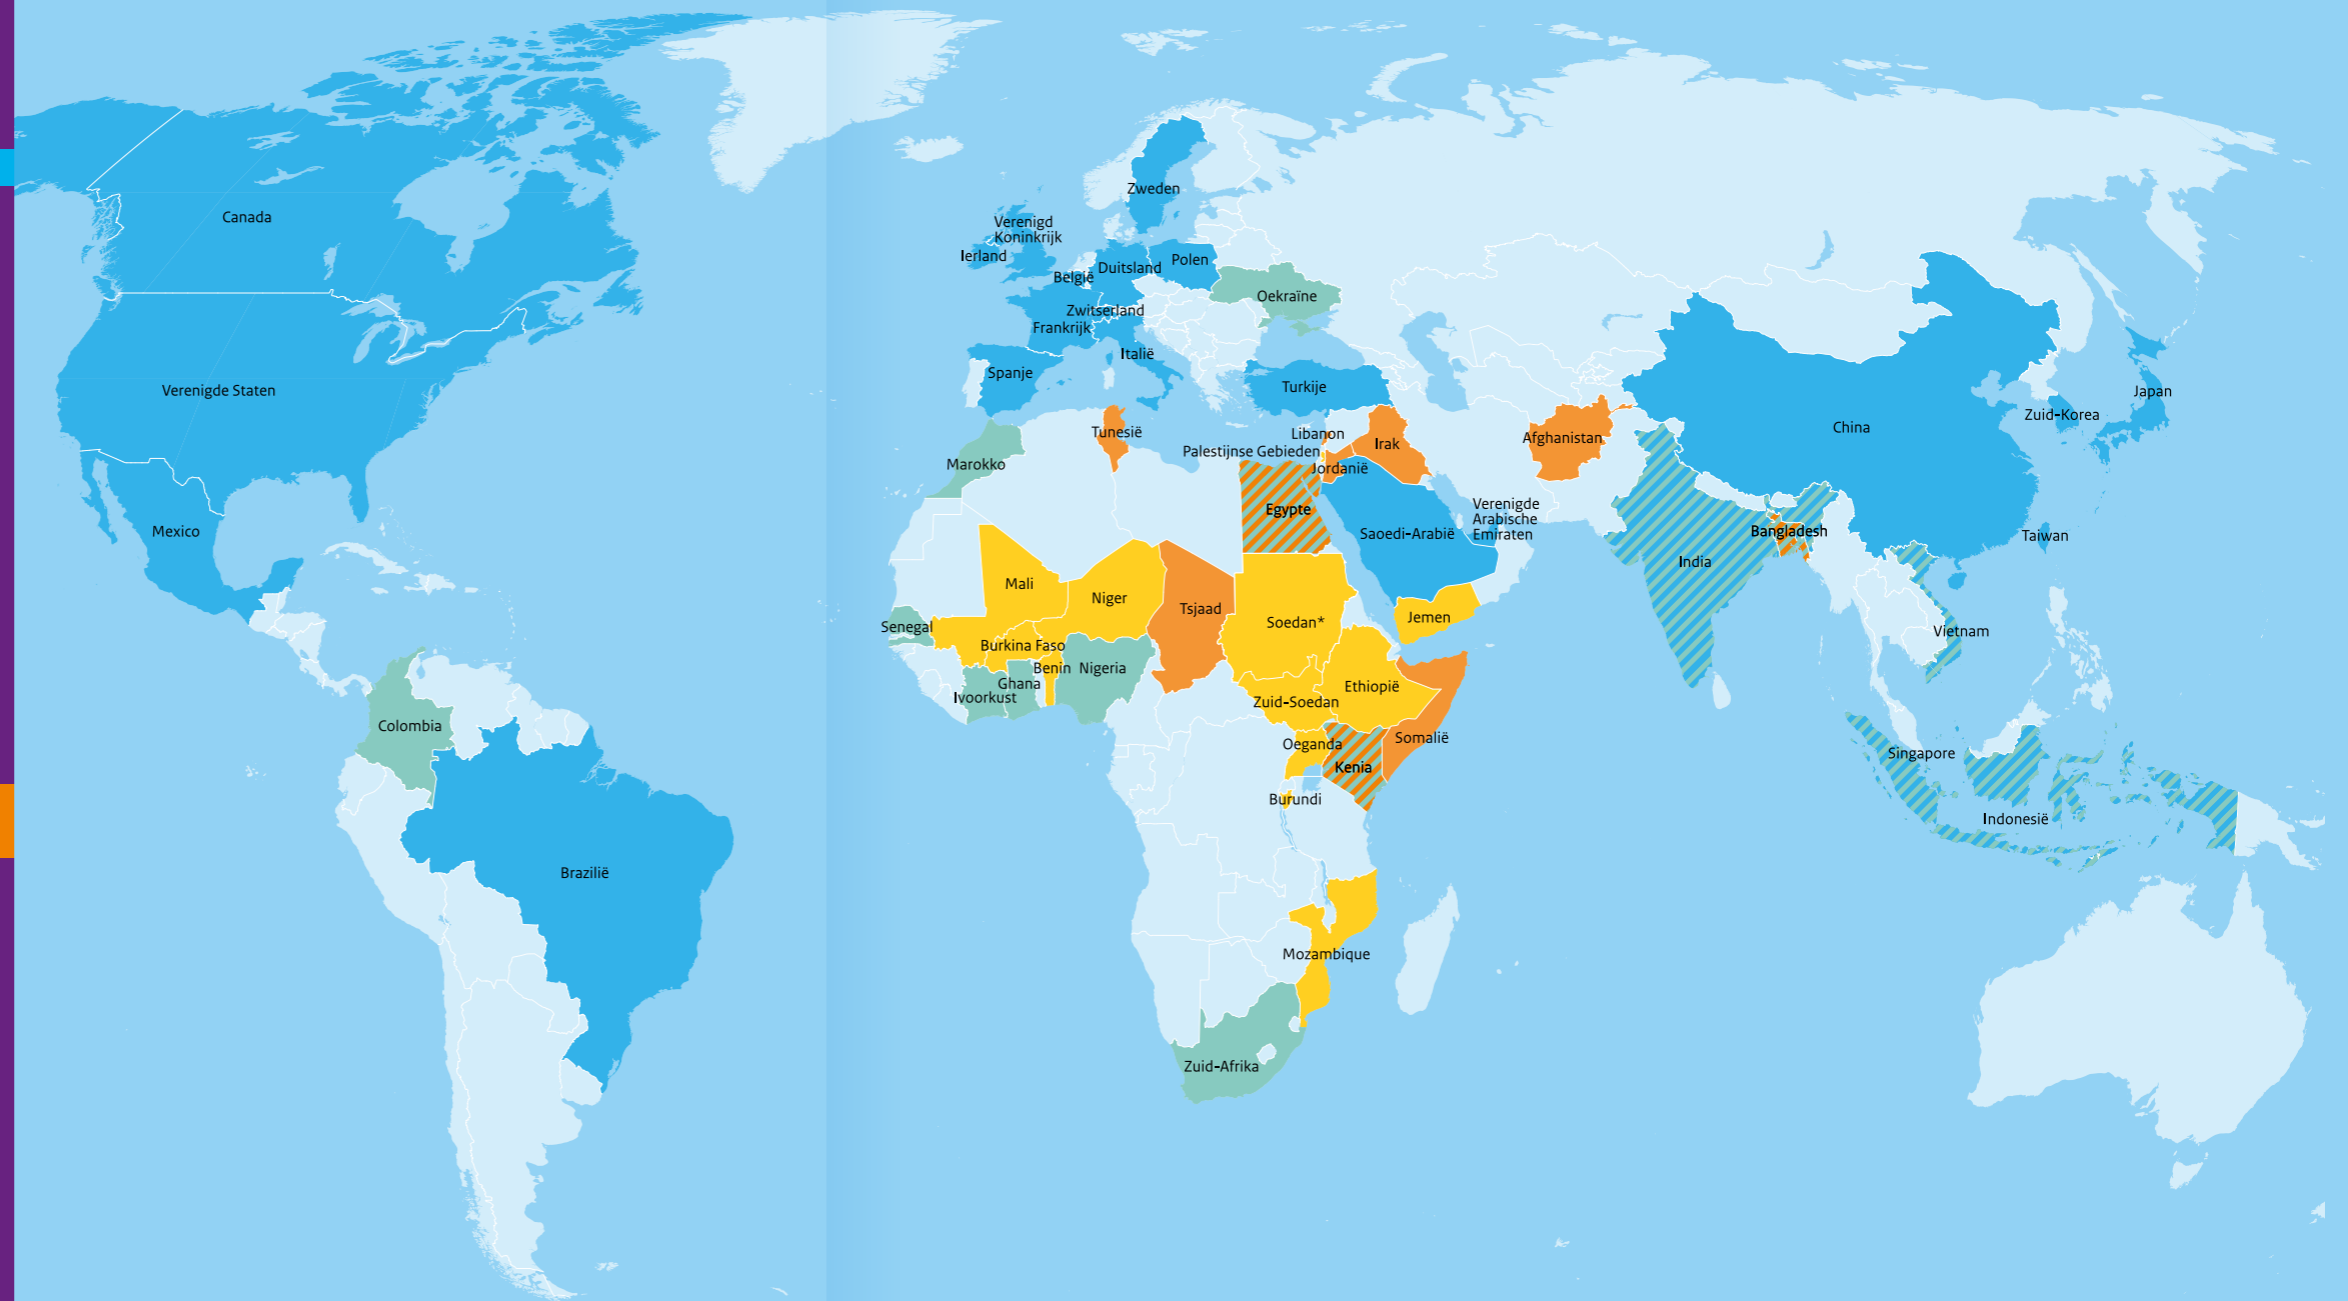 Canada
Verenigde Staten
Mexico
Colombia
Brazilië
Zweden
Verenigd
Koninkrijk
Ierland
België
Duitsland
Polen
Oekraïne
Zwitserland
Frankrijk
Italië
Spanje
Turkije
Tunesië
Marokko
Libanon
Palestijnse Gebieden
Irak
Jordanië
Afghanistan
Egypte
Saoedi-Arabië
Verenigde
Arabische
Emiraten
China
Zuid-Korea
Japan
Taiwan
India
Bangladesh
Vietnam
Singapore
Indonesië
Mali
Niger
Tsjaad
Soedan*
Jemen
Senegal
Burkina Faso
Benin
Nigeria
Ghana
Ivoorkust
Ethiopië
Zuid-Soedan
Somalië
Oeganda
Kenia
Burundi
Mozambique
Zuid-Afrika